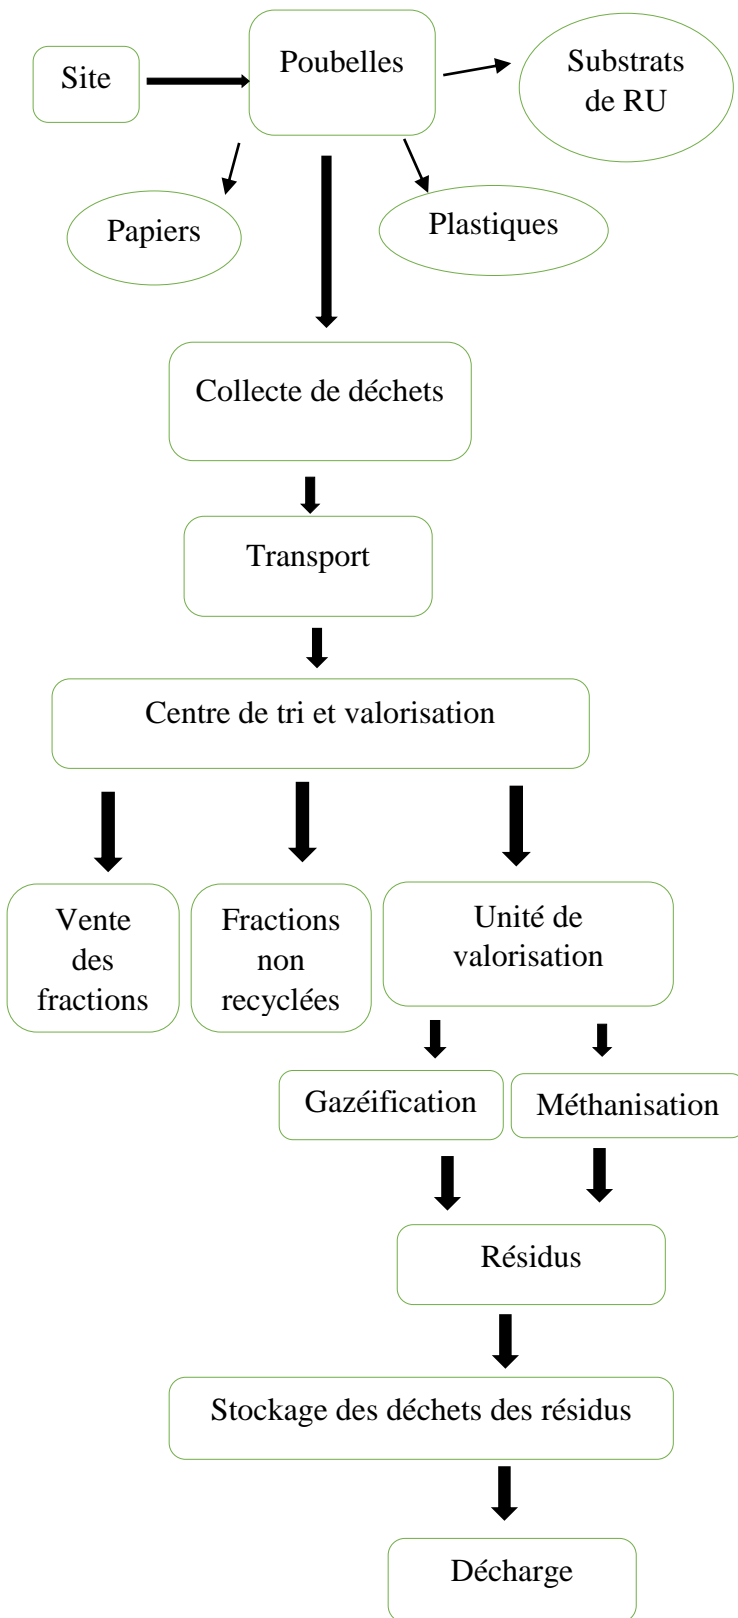 Site
Poubelles
Substrats
de RU
Papiers
Plastiques
Collecte de déchets
Transport
Centre de tri et valorisation
Vente
des
fractions
Fractions
non
recyclées
Unité de
valorisation
Gazéification
Méthanisation
Résidus
Stockage des déchets des résidus
Décharge